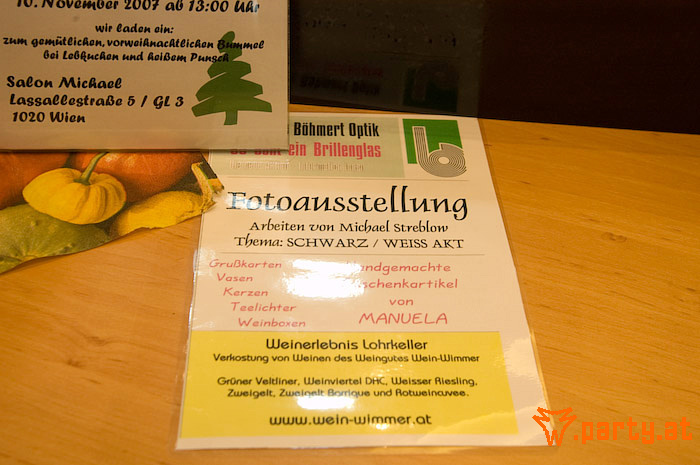 10. November 2007 ab 13:00 Uhr
wir laden ein:
zum gemütlichen, vorweihnachtlichen Bummel
bei Lebkuchen und heißem Punsch
Salon Michael
Lassallestraße 5 / GL 3
1020 Wien
Böhmert Optik
ein Brillenglas
b
Fotoausstellung
Arbeiten von Michael Streblow
Thema: SCHWARZ / WEISS AKT
Grußkarten
Vasen
Kerzen
Teelichter
Weinboxen
andgemachte
schenkartikel
von
MANUELA
Weinerlebnis Lohrkeller
Verkostung von Weinen des Weingutes Wein-Wimmer
Grüner Veltliner, Weinviertel DHC, Weisser Riesling,
Zweigelt, Zweigelt Barrique und Rotweincuvee.
www.wein-wimmer.at
party.at